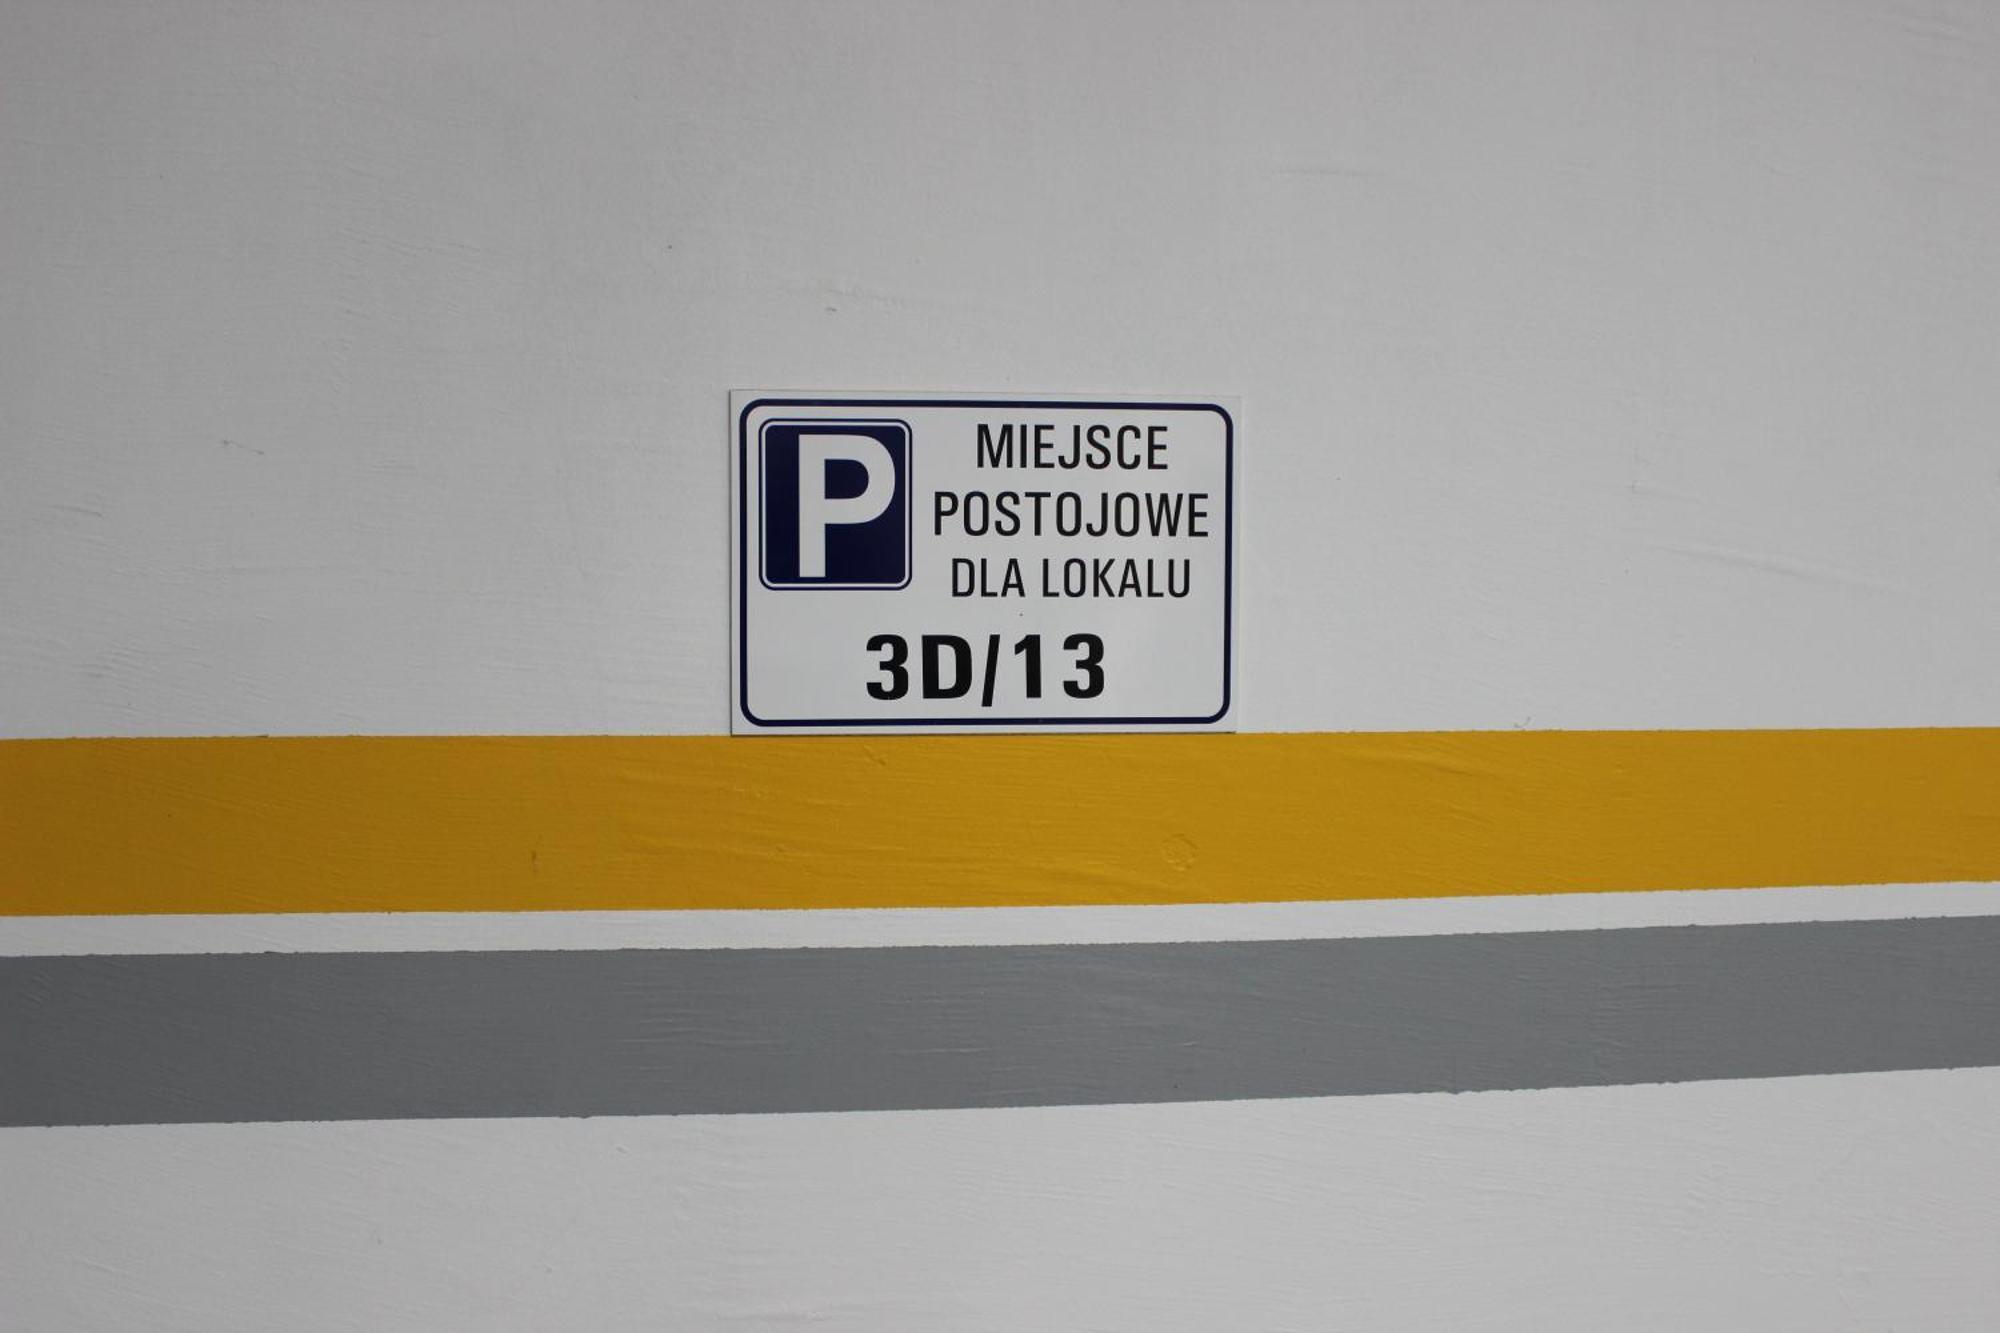 P
MIEJSCE
POSTOJOWE
DLA LOKALU
3D/13